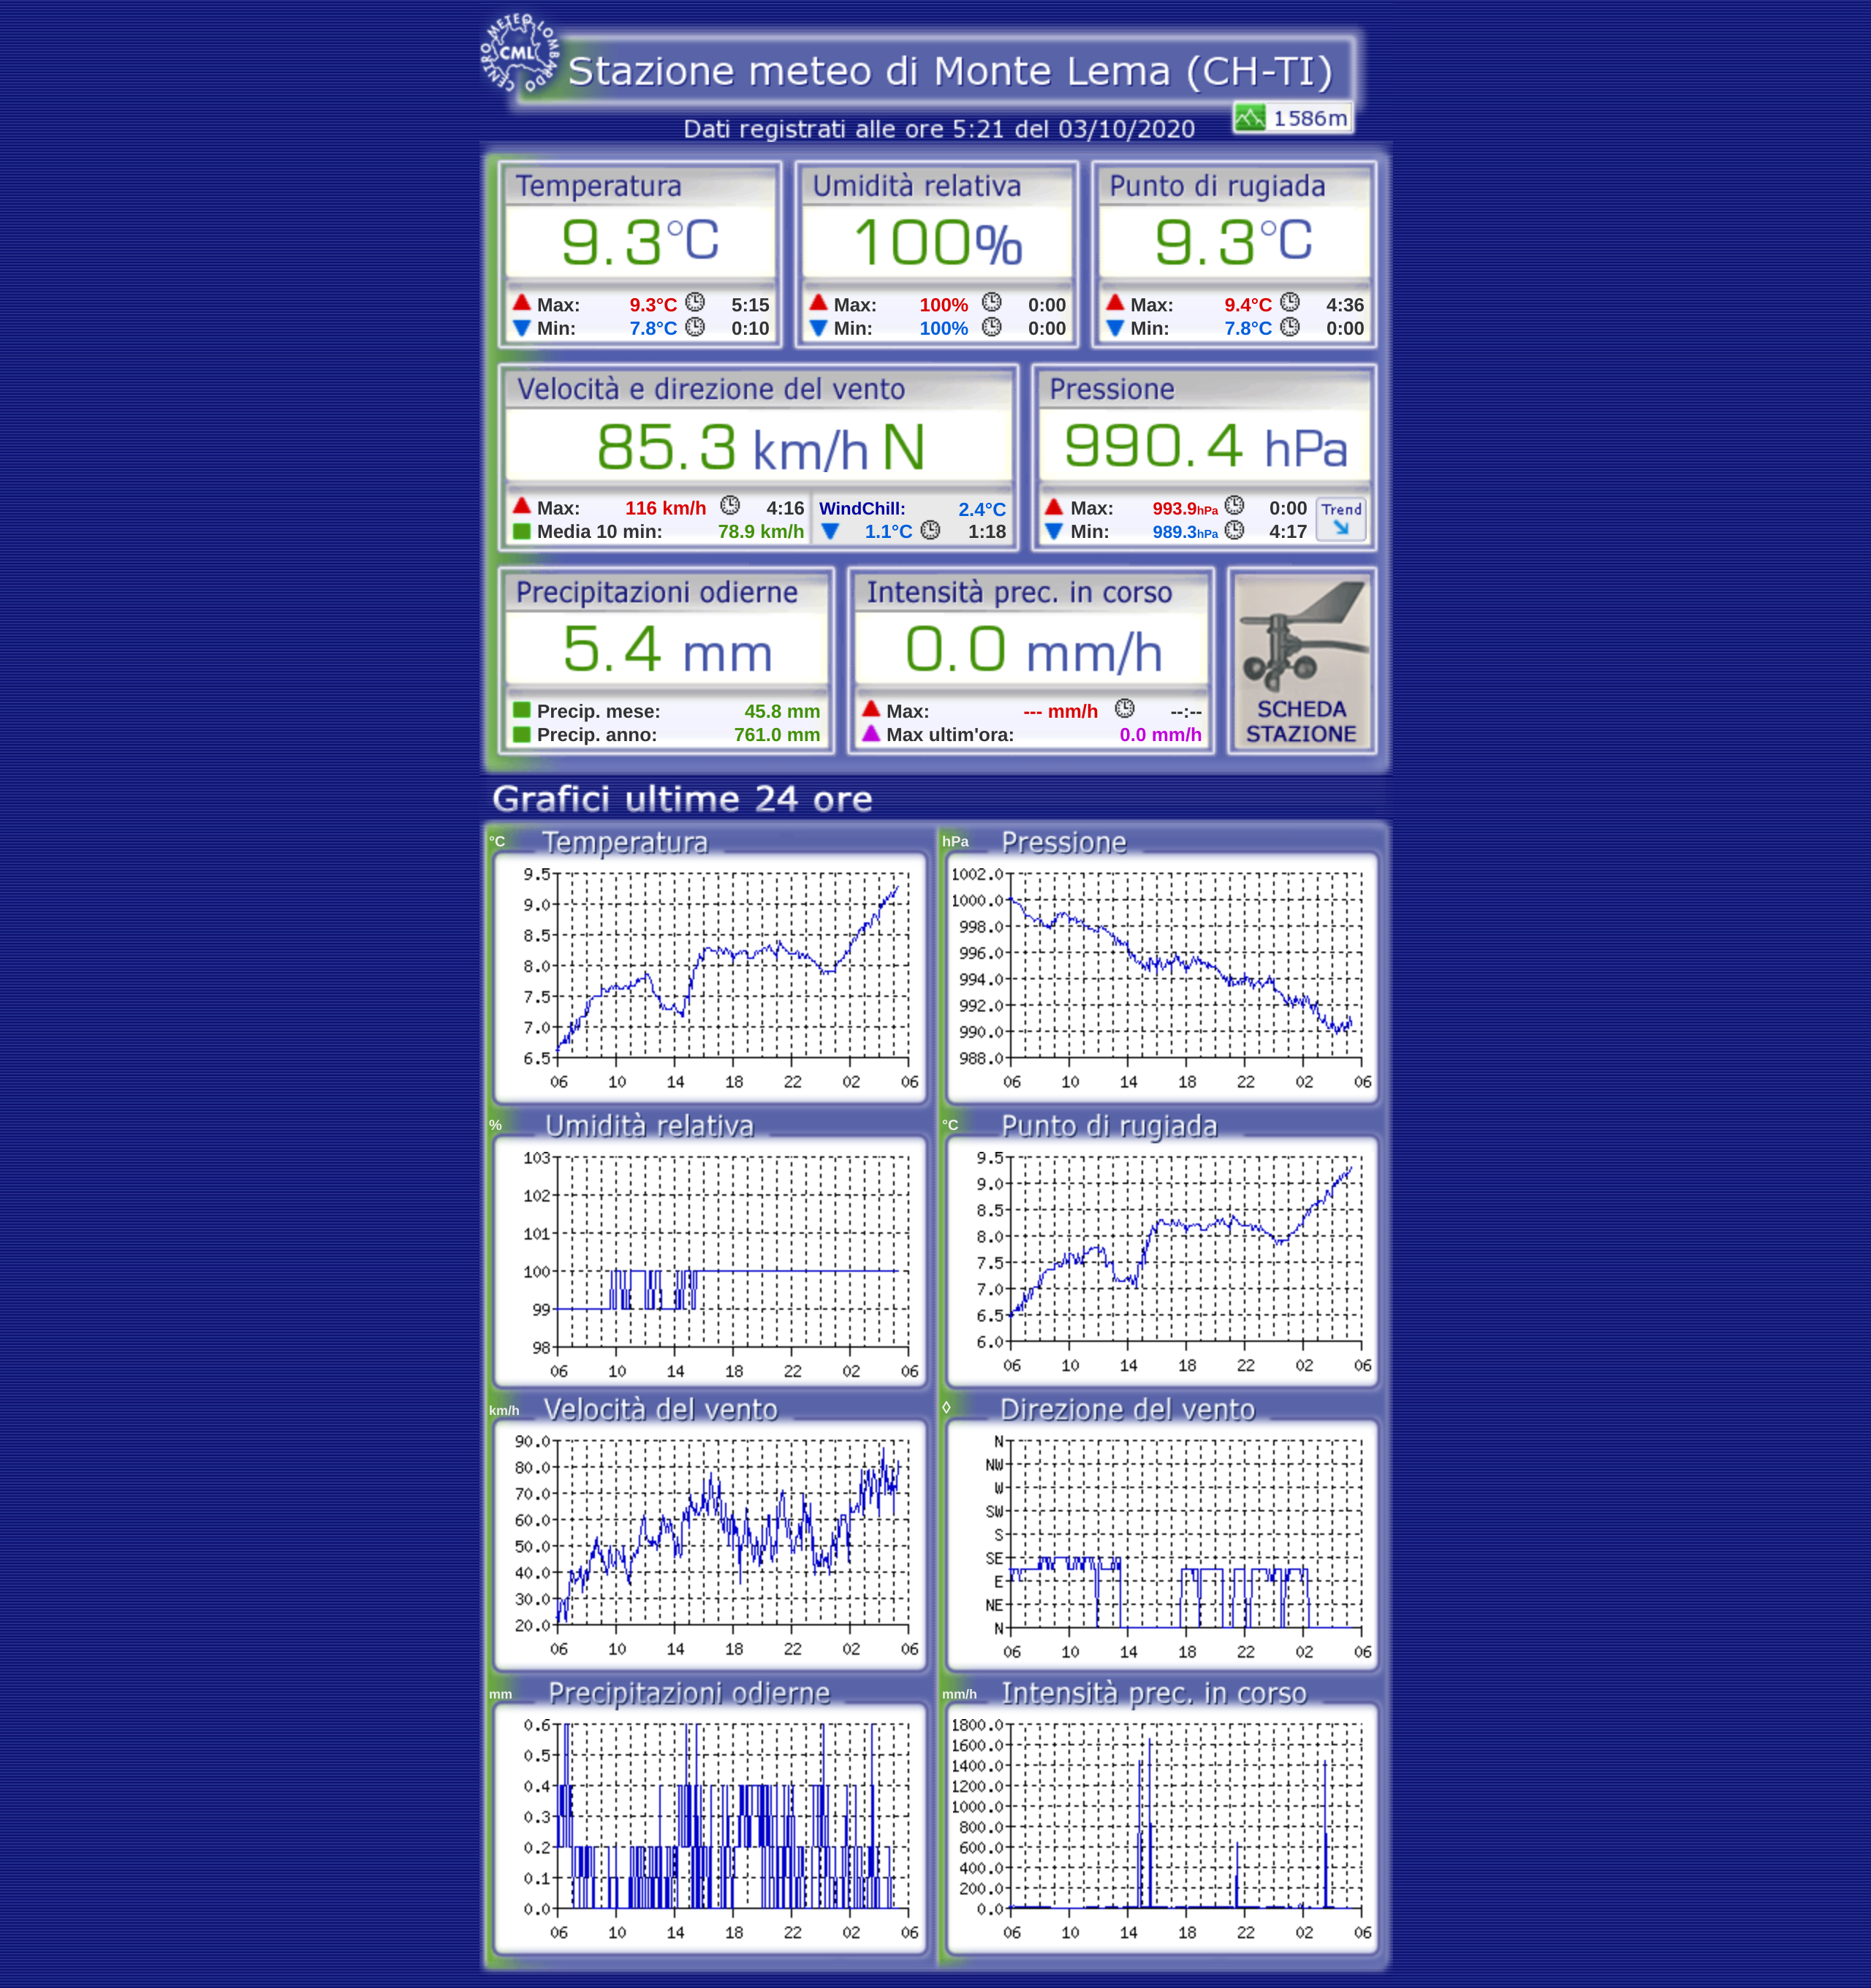 CENTRO METEO LOMBARDO
CML
Stazione meteo di Monte Lema (CH-TI)
1586m
Dati registrati alle ore 5:21 del 03/10/2020
Temperatura Umidità relativa Punto di rugiada
9.3°C 100% 9.3°C
Max: 9.3°C 5:15 Max: 100% 0:00 Max: 9.4°C 4:36
Min: 7.8°C 0:10 Min: 100% 0:00 Min: 7.8°C 0:00
Velocità e direzione del vento Pressione
85.3 km/h N 990.4 hPa
Max: 116 km/h 4:16 WindChill: 2.4°C Max: 993.9hPa 0:00 Trend
Media 10 min: 78.9 km/h 1.1°C 1:18 Min: 989.3hPa 4:17
Precipitazioni odierne Intensità prec. in corso
5.4 mm 0.0 mm/h
Precip. mese: 45.8 mm Max: --- mm/h --:-- SCHEDA
Precip. anno: 761.0 mm Max ultim'ora: 0.0 mm/h STAZIONE
Grafici ultime 24 ore
°C Temperatura
9.5
9.0
8.5
8.0
7.5
7.0
6.5
06 10 14 18 22 02 06
hPa Pressione
1002.0
1000.0
998.0
996.0
994.0
992.0
990.0
988.0
06 10 14 18 22 02 06
% Umidità relativa
103
102
101
100
99
98
06 10 14 18 22 02 06
°C Punto di rugiada
9.5
9.0
8.5
8.0
7.5
7.0
6.5
6.0
06 10 14 18 22 02 06
km/h Velocità del vento
90.0
80.0
70.0
60.0
50.0
40.0
30.0
20.0
06 10 14 18 22 02 06
◊ Direzione del vento
N
NW
W
SW
S
SE
E
NE
N
06 10 14 18 22 02 06
mm Precipitazioni odierne
0.6
0.5
0.4
0.3
0.2
0.1
0.0
06 10 14 18 22 02 06
mm/h Intensità prec. in corso
1800.0
1600.0
1400.0
1200.0
1000.0
800.0
600.0
400.0
200.0
0.0
06 10 14 18 22 02 06